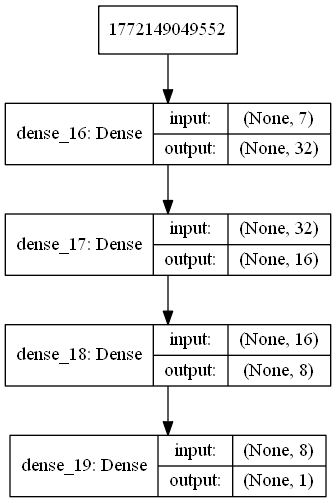 1772149049552
dense_16: Dense
input: (None, 7)
output: (None, 32)
dense_17: Dense
input: (None, 32)
output: (None, 16)
dense_18: Dense
input: (None, 16)
output: (None, 8)
dense_19: Dense
input: (None, 8)
output: (None, 1)